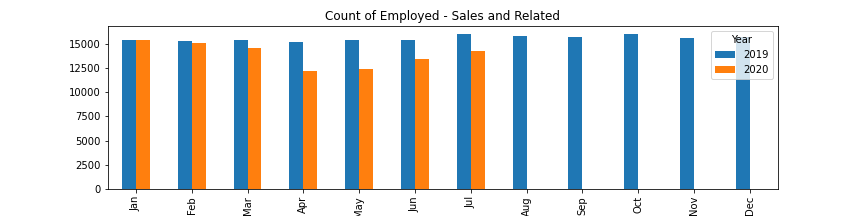 Count of Employed - Sales and Related
Year
2019
2020
15000
12500
10000
7500
5000
2500
0
Jan
Feb
Mar
Apr
May
Jun
Jul
Aug
Sep
Oct
Nov
Dec